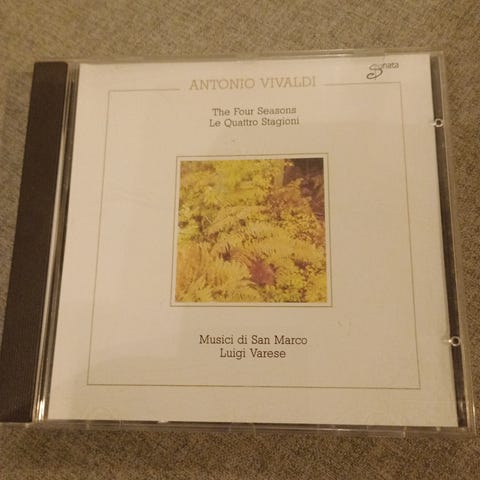 Sonata
ANTONIO VIVALDI
The Four Seasons
Le Quattro Stagioni
Musici di San Marco
Luigi Varese